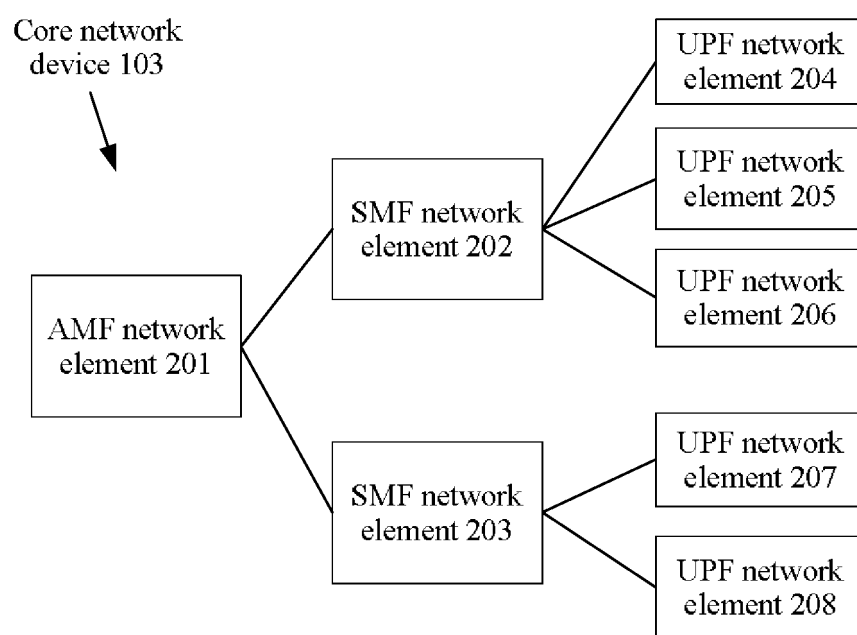 Core network
device 103
UPF network
element 204
UPF network
element 205
SMF network
element 202
UPF network
element 206
AMF network
element 201
UPF network
element 207
SMF network
element 203
UPF network
element 208